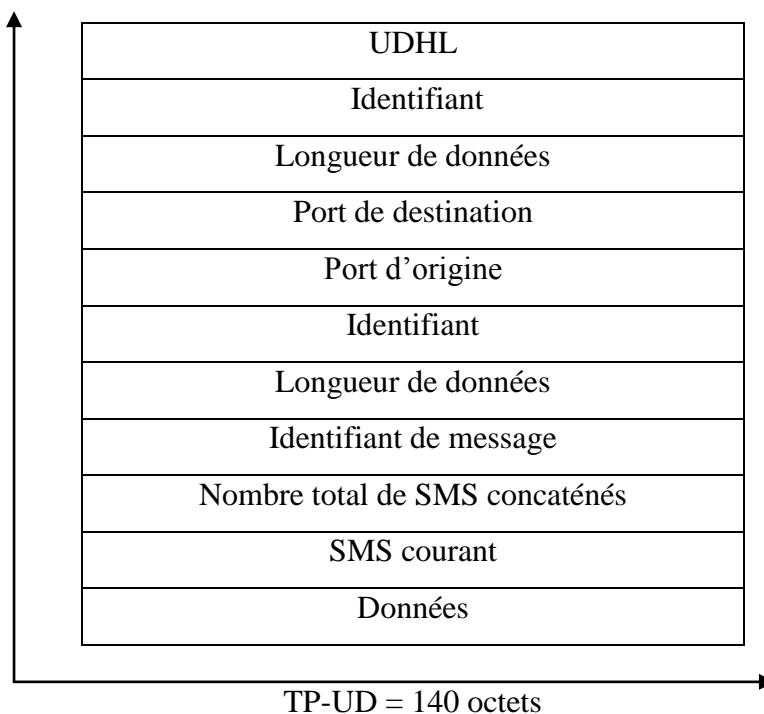 UDHL
Identifiant
Longueur de données
Port de destination
Port d’origine
Identifiant
Longueur de données
Identifiant de message
Nombre total de SMS concaténés
SMS courant
Données
TP-UD = 140 octets